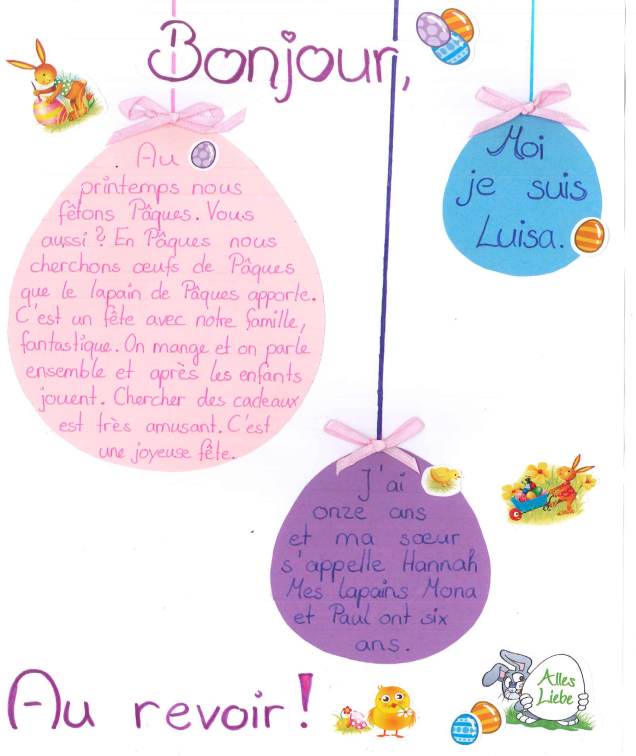 Bonjour,
Moi
je suis
Luisa.
Au
printemps nous
fêtons Pâques. Vous
aussi ? En Pâques nous
cherchons œufs de Pâques
que le lapain de Pâques apporte.
C'est un fête avec notre famille,
fantastique. On mange et on parle
ensemble et après les enfants
jouent. Chercher des cadeaux
est très amusant. C'est
une joyeuse fête.
J'ai
onze ans
et ma sœur
s'appelle Hannah
Mes lapains Mona
et Paul ont six
ans.
Alles
Liebe
Au revoir!